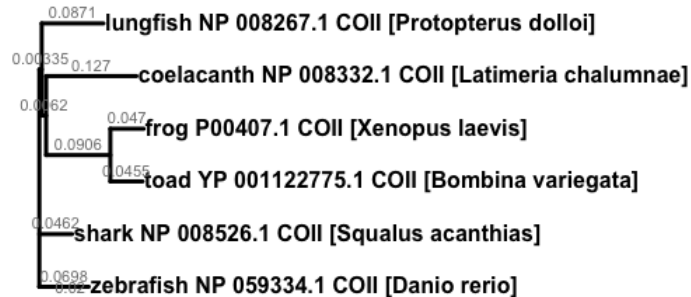 0.0871
lungfish NP 008267.1 COII [Protopterus dolloi]
0.00335
0.127
coelacanth NP 008332.1 COII [Latimeria chalumnae]
0.0062
0.047
frog P00407.1 COII [Xenopus laevis]
0.0906
0.0455
toad YP 001122775.1 COII [Bombina variegata]
0.0462
shark NP 008526.1 COII [Squalus acanthias]
0.0698
0.02
zebrafish NP 059334.1 COII [Danio rerio]